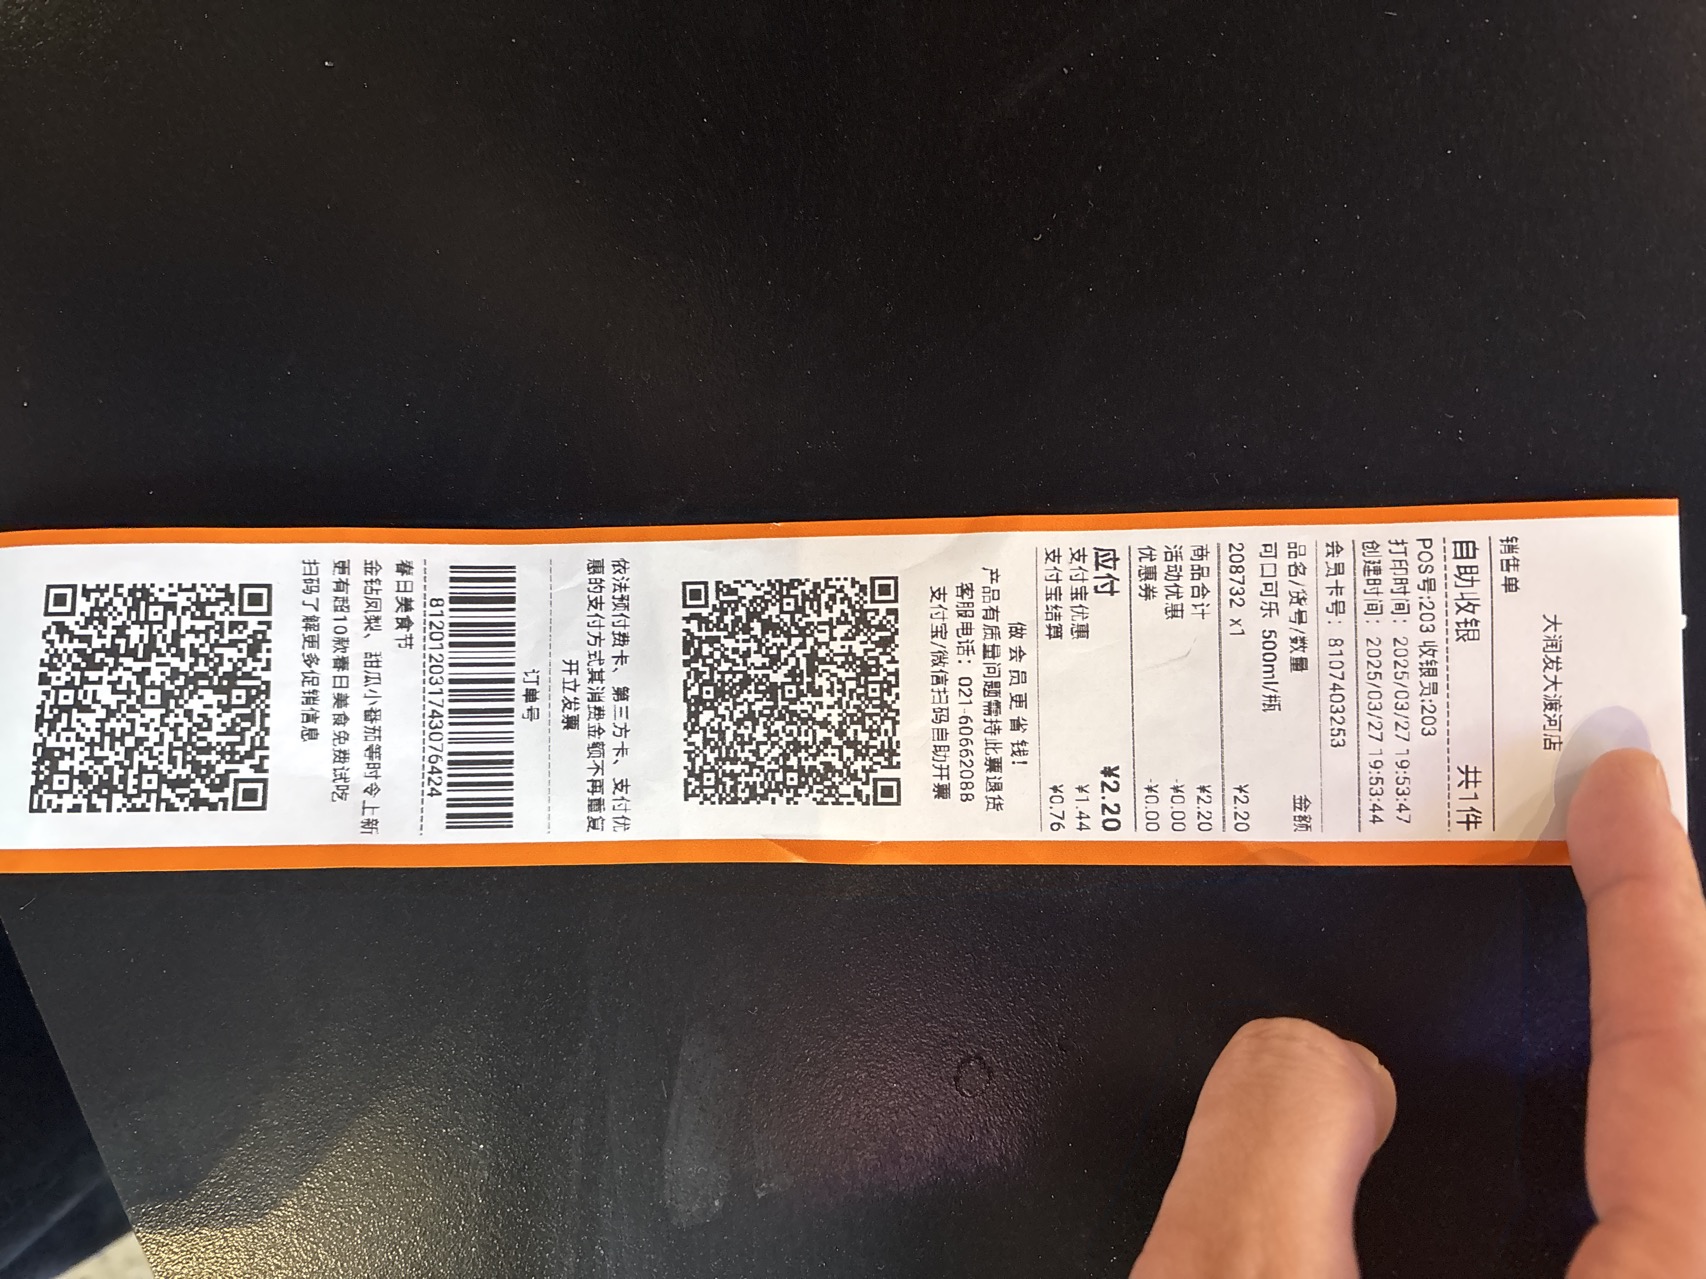 大润发大渡河店
销售单
自助收银 共1件
POS号:203 收银员:203
打印时间: 2025/03/27 19:53:47
创建时间: 2025/03/27 19:53:44
会员卡号: 8107403253
品名/货号/数量 金额
可口可乐 500ml/瓶
208732 x1 ¥2.20
商品合计 ¥2.20
活动优惠 -¥0.00
优惠券 -¥0.00
应付 ¥2.20
支付宝优惠 ¥1.44
支付宝结算 ¥0.76
做会员更省钱!
产品有质量问题需持此票退货
客服电话: 021-60662088
支付宝/微信扫码自助开票
依法预付费卡、第三方卡、支付优
惠的支付方式其消费金额不再重复
开立发票
订单号
812012031743076424
春日美食节
金钻凤梨、甜瓜小番茄等时令上新
更有超10款春日美食免费试吃
扫码了解更多促销信息